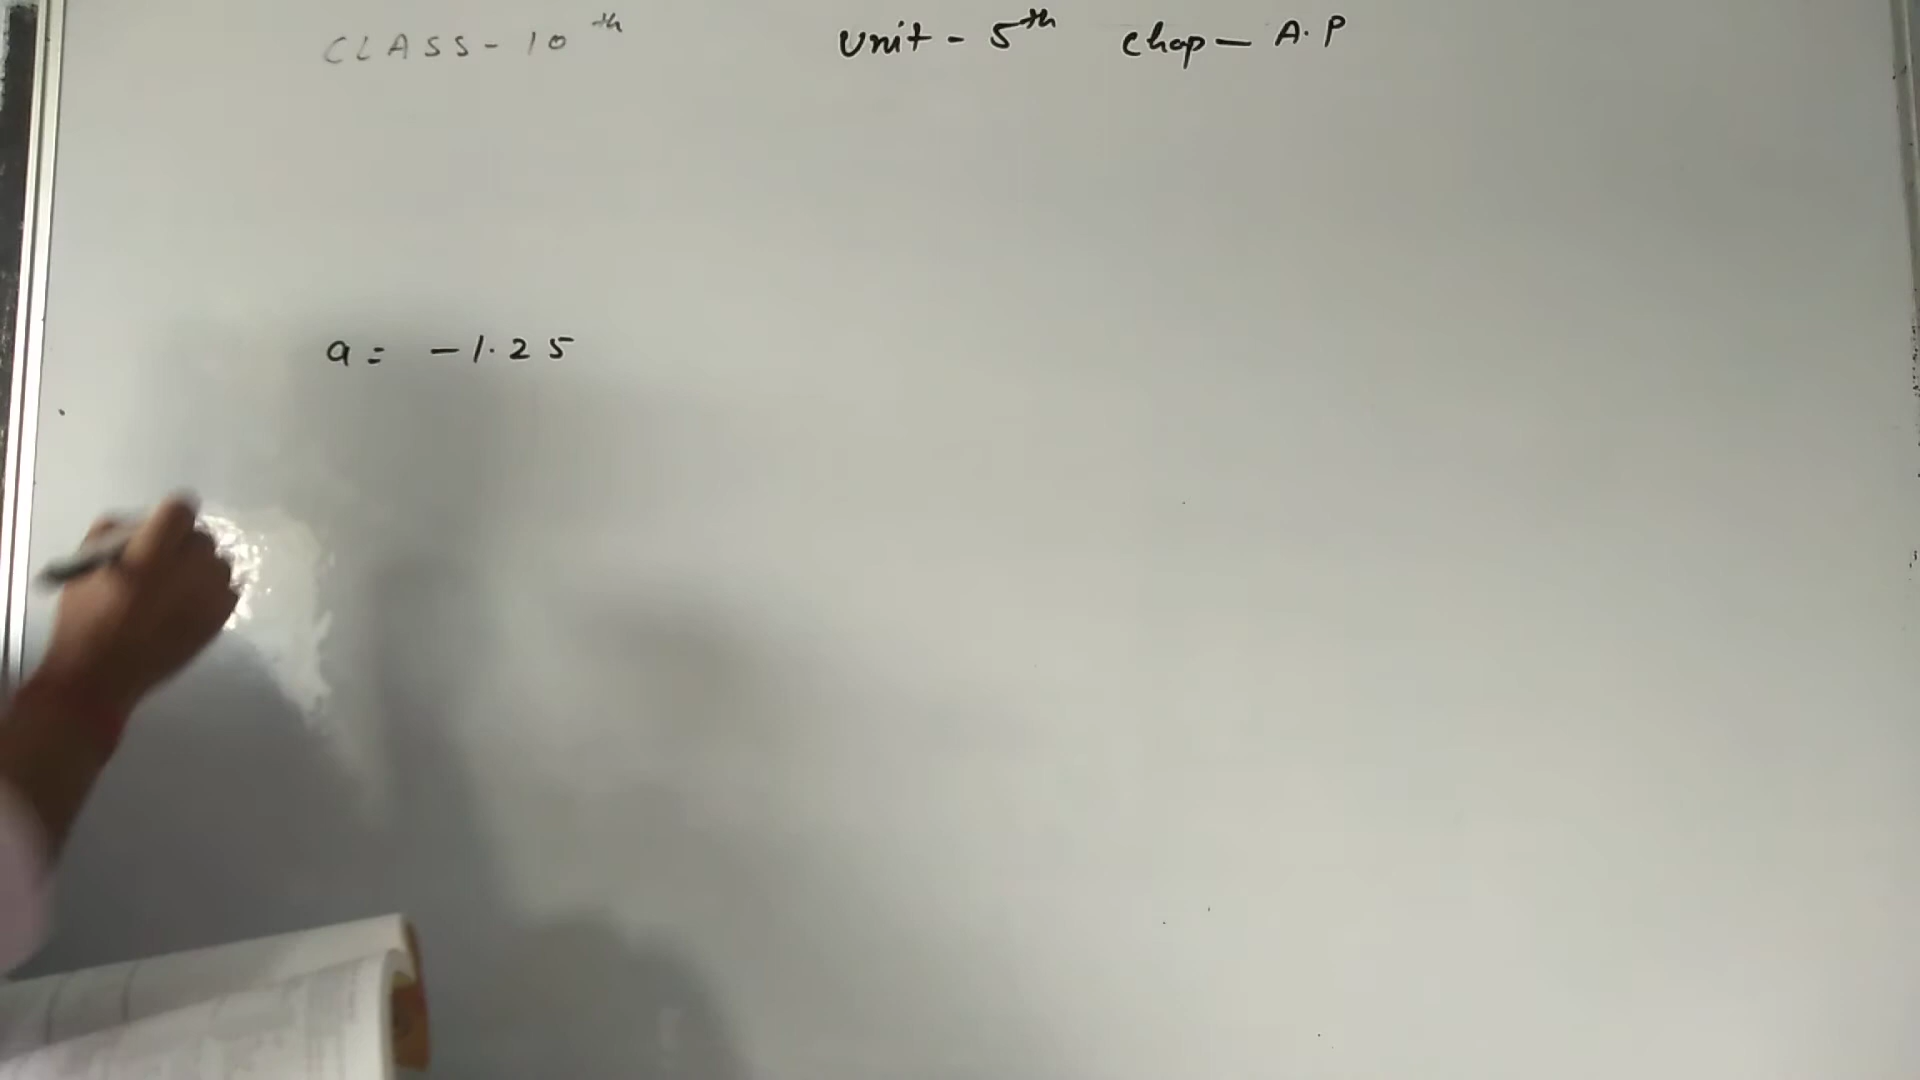 CLASS-10th Unit - 5th Chap - A.P
a = -1.25